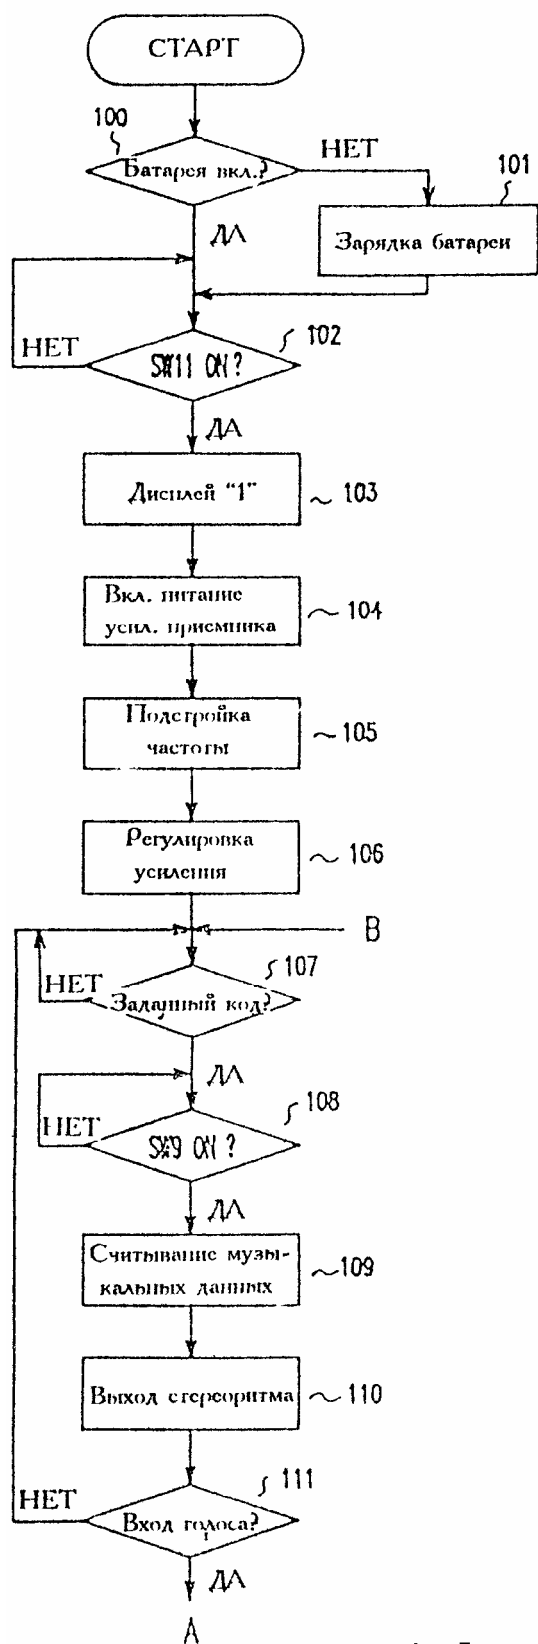 СТАРТ
100
Батарея вкл.?
НЕТ
101
Зарядка батареи
ДА
НЕТ
102
SW11 ON ?
ДА
Дисплей "1"
103
Вкл. питание
усил. приемника
104
Подстройка
частоты
105
Регулировка
усиления
106
B
НЕТ
107
Заданный код?
ДА
НЕТ
108
SW9 ON ?
ДА
Считывание музы-
кальных данных
109
Выход стереоритма
110
НЕТ
111
Вход голоса?
ДА
A